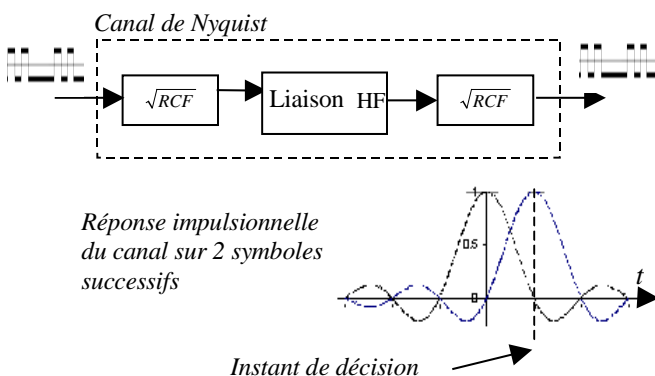 Canal de Nyquist
√RCF
Liaison HF
√RCF
Réponse impulsionnelle
du canal sur 2 symboles
successifs
1
0.5
0
t
Instant de décision